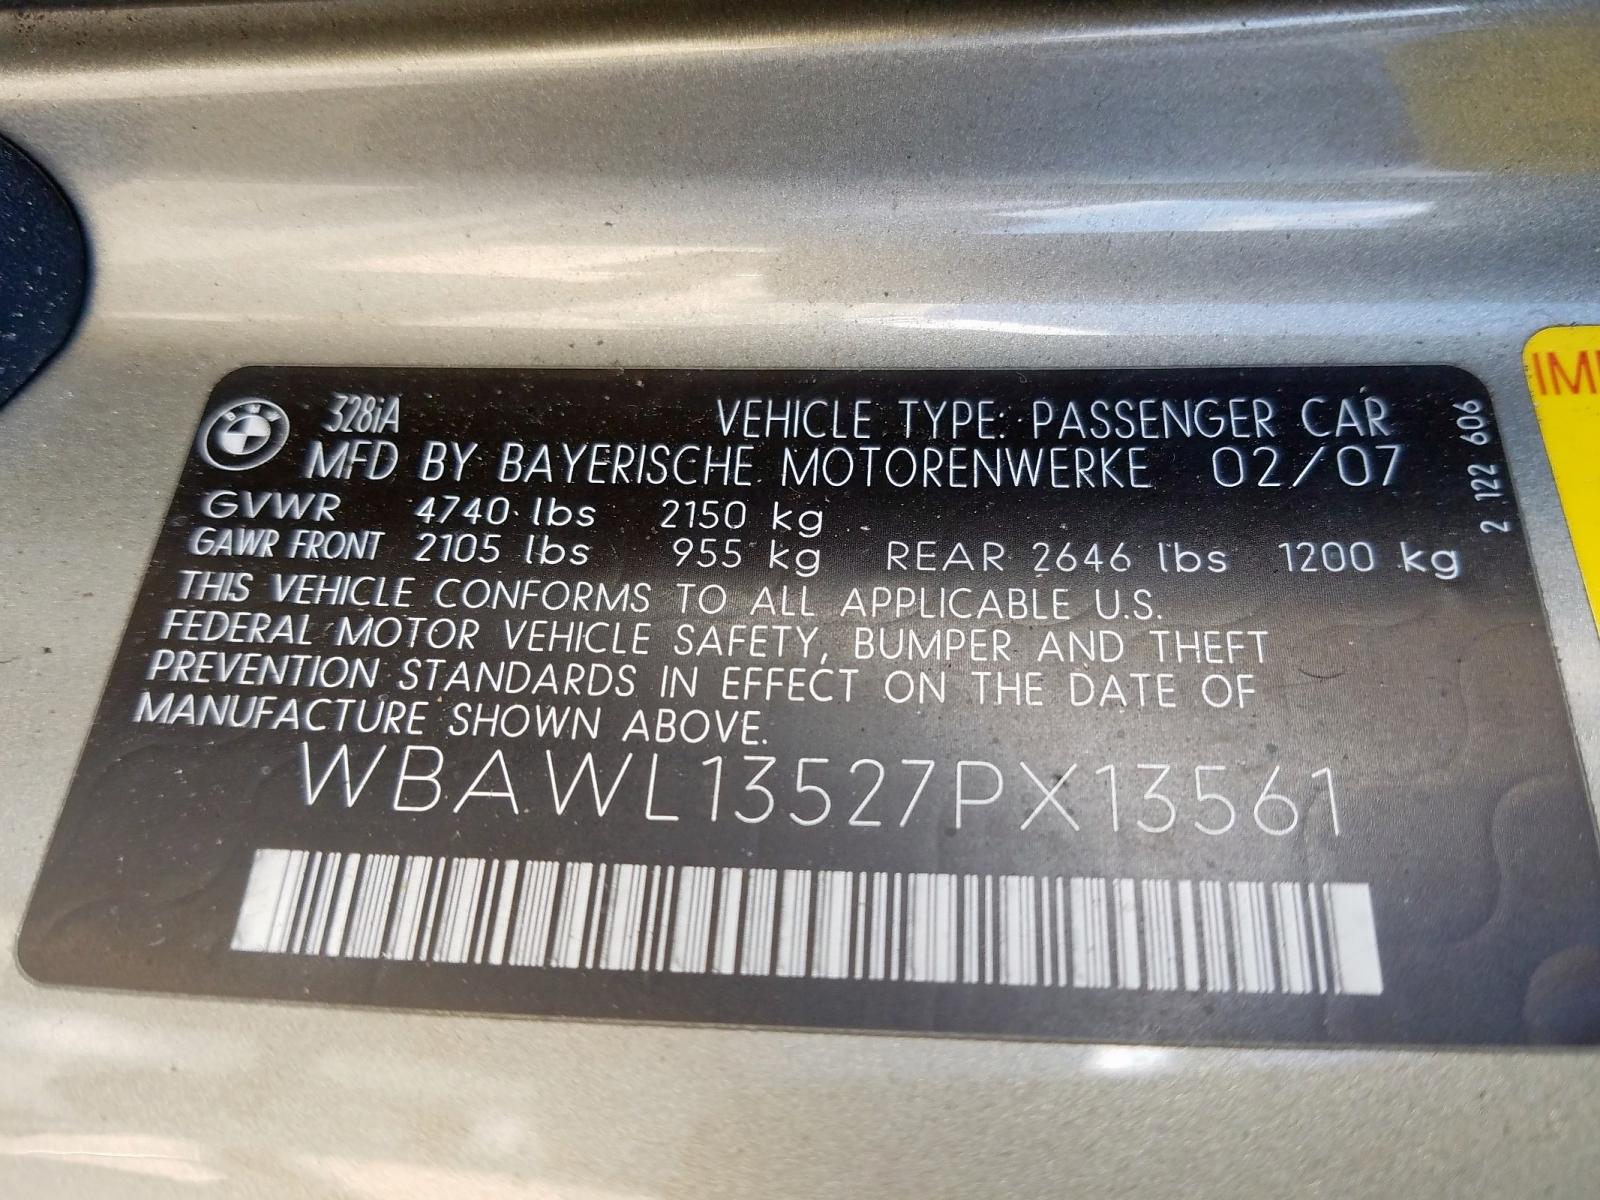 BMW
328iA VEHICLE TYPE: PASSENGER CAR
MFD BY BAYERISCHE MOTORENWERKE 02/07
GVWR 4740 lbs 2150 kg
GAWR FRONT 2105 lbs 955 kg REAR 2646 lbs 1200 kg
THIS VEHICLE CONFORMS TO ALL APPLICABLE U.S.
FEDERAL MOTOR VEHICLE SAFETY, BUMPER AND THEFT
PREVENTION STANDARDS IN EFFECT ON THE DATE OF
MANUFACTURE SHOWN ABOVE.
WBAWL13527PX13561
2 122 606